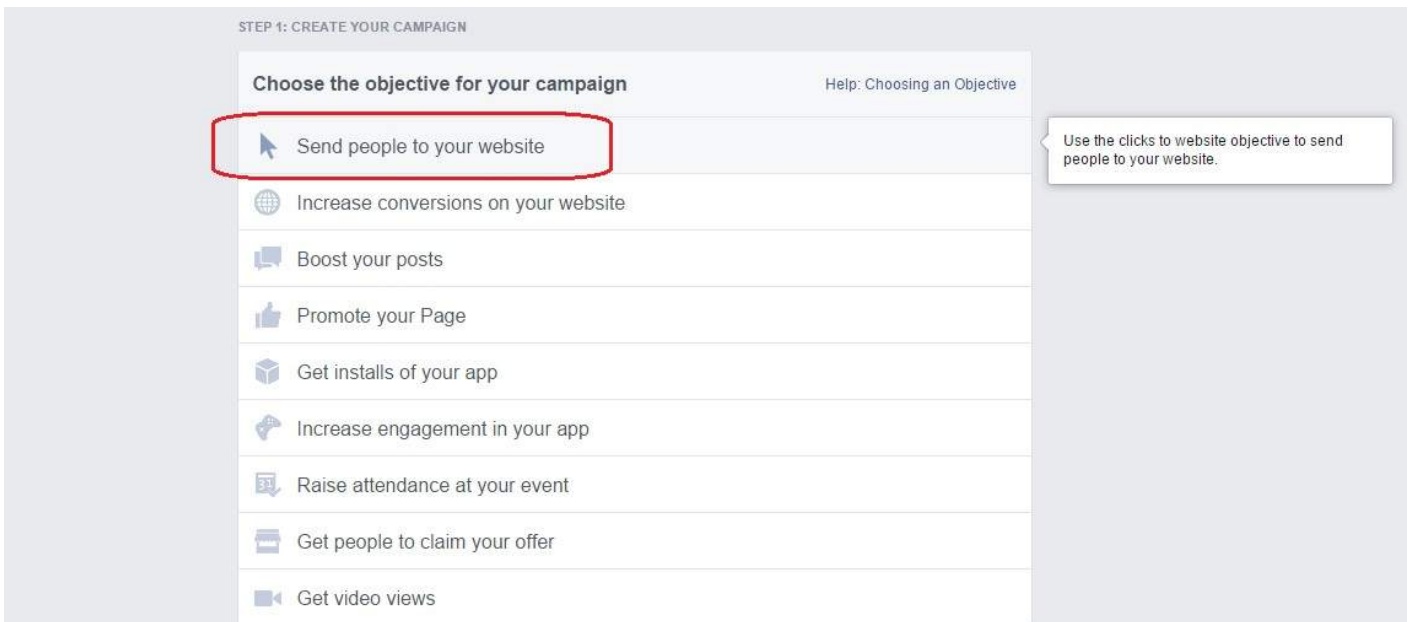 STEP 1: CREATE YOUR CAMPAIGN
Choose the objective for your campaign
Help: Choosing an Objective
Send people to your website
Use the clicks to website objective to send
people to your website.
Increase conversions on your website
Boost your posts
Promote your Page
Get installs of your app
Increase engagement in your app
31
Raise attendance at your event
Get people to claim your offer
Get video views